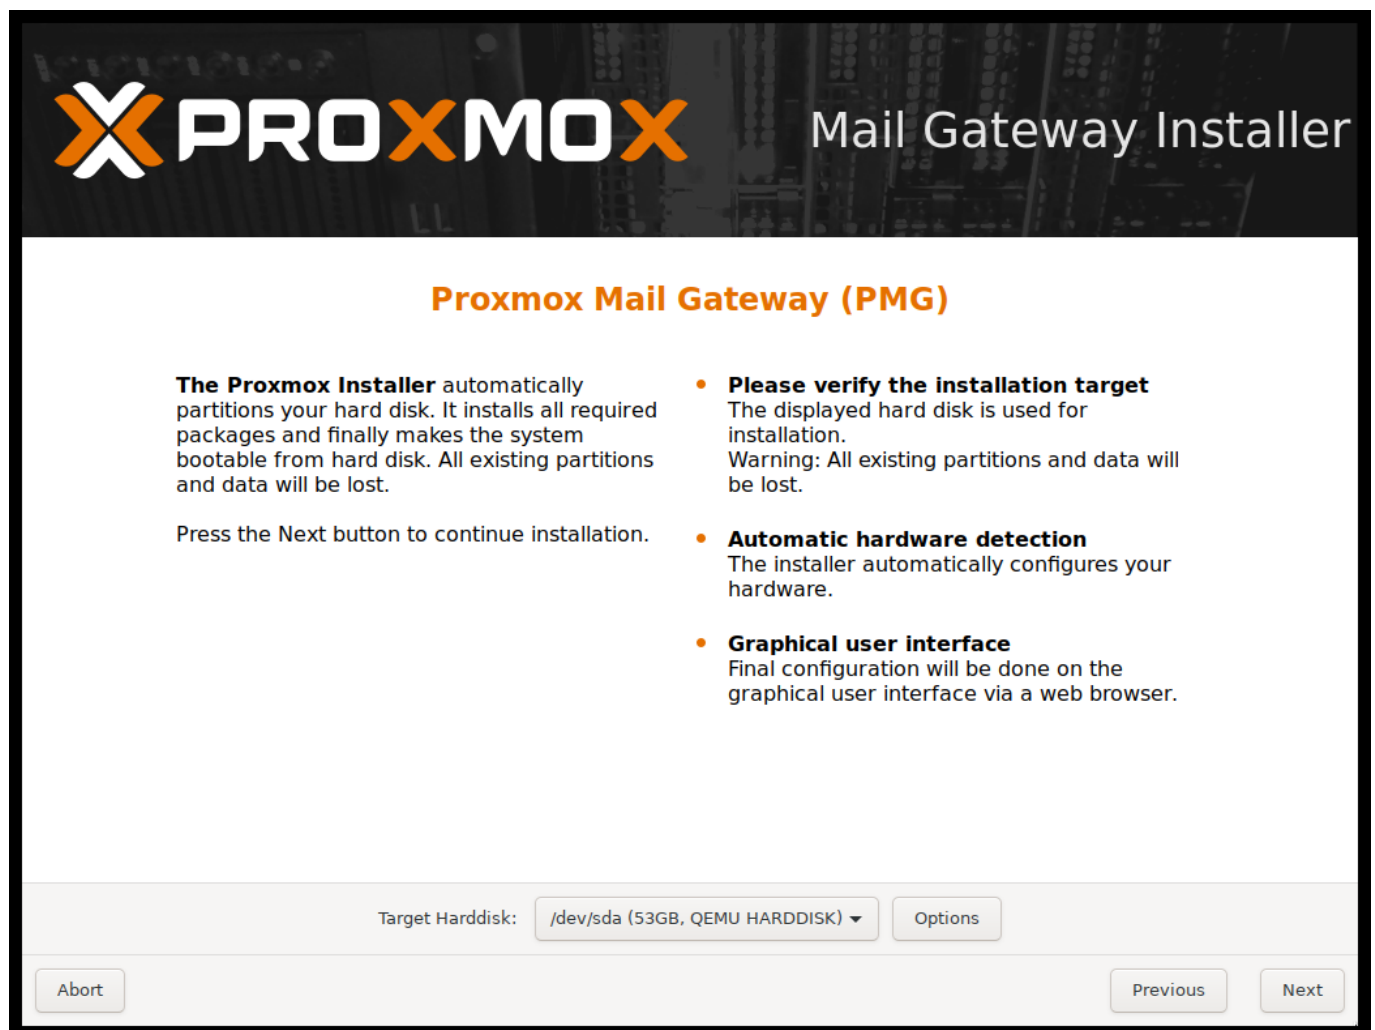 PROXMOX
Mail Gateway Installer
Proxmox Mail Gateway (PMG)
The Proxmox Installer automatically
partitions your hard disk. It installs all required
packages and finally makes the system
bootable from hard disk. All existing partitions
and data will be lost.
Press the Next button to continue installation.
Please verify the installation target
The displayed hard disk is used for
installation.
Warning: All existing partitions and data will
be lost.
Automatic hardware detection
The installer automatically configures your
hardware.
Graphical user interface
Final configuration will be done on the
graphical user interface via a web browser.
Target Harddisk: /dev/sda (53GB, QEMU HARDDISK) Options
Abort Previous Next